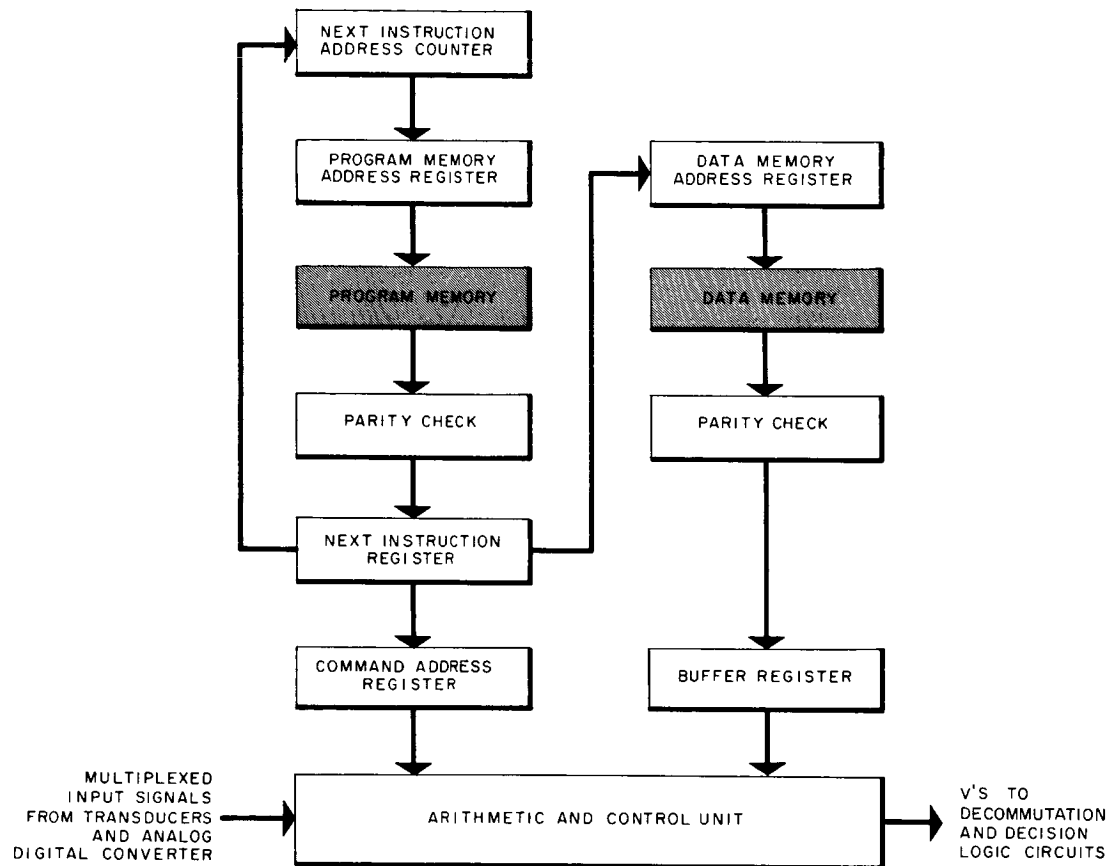 NEXT INSTRUCTION
ADDRESS COUNTER
PROGRAM MEMORY
ADDRESS REGISTER
DATA MEMORY
ADDRESS REGISTER
PROGRAM MEMORY
DATA MEMORY
PARITY CHECK
PARITY CHECK
NEXT INSTRUCTION
REGISTER
COMMAND ADDRESS
REGISTER
BUFFER REGISTER
MULTIPLEXED
INPUT SIGNALS
FROM TRANSDUCERS
AND ANALOG
DIGITAL CONVERTER
ARITHMETIC AND CONTROL UNIT
V'S TO
DECOMMUTATION
AND DECISION
LOGIC CIRCUITS